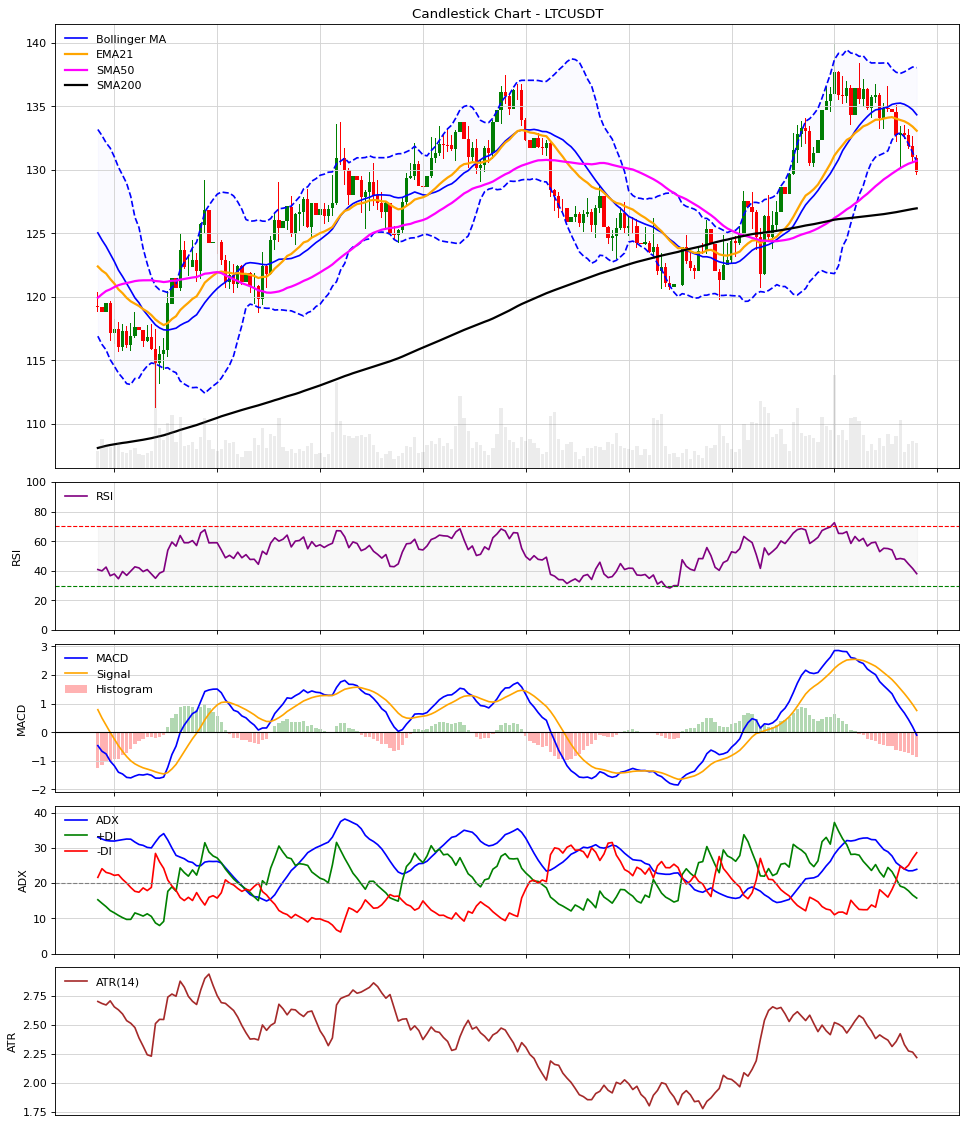 Candlestick Chart - LTCUSDT
Bollinger MA
EMA21
SMA50
SMA200
140
135
130
125
120
115
110
RSI
100
80
60
40
20
0
RSI
MACD
Signal
Histogram
3
2
1
0
−1
−2
MACD
ADX
+DI
-DI
40
30
20
10
0
ADX
ATR(14)
2.75
2.50
2.25
2.00
1.75
ATR